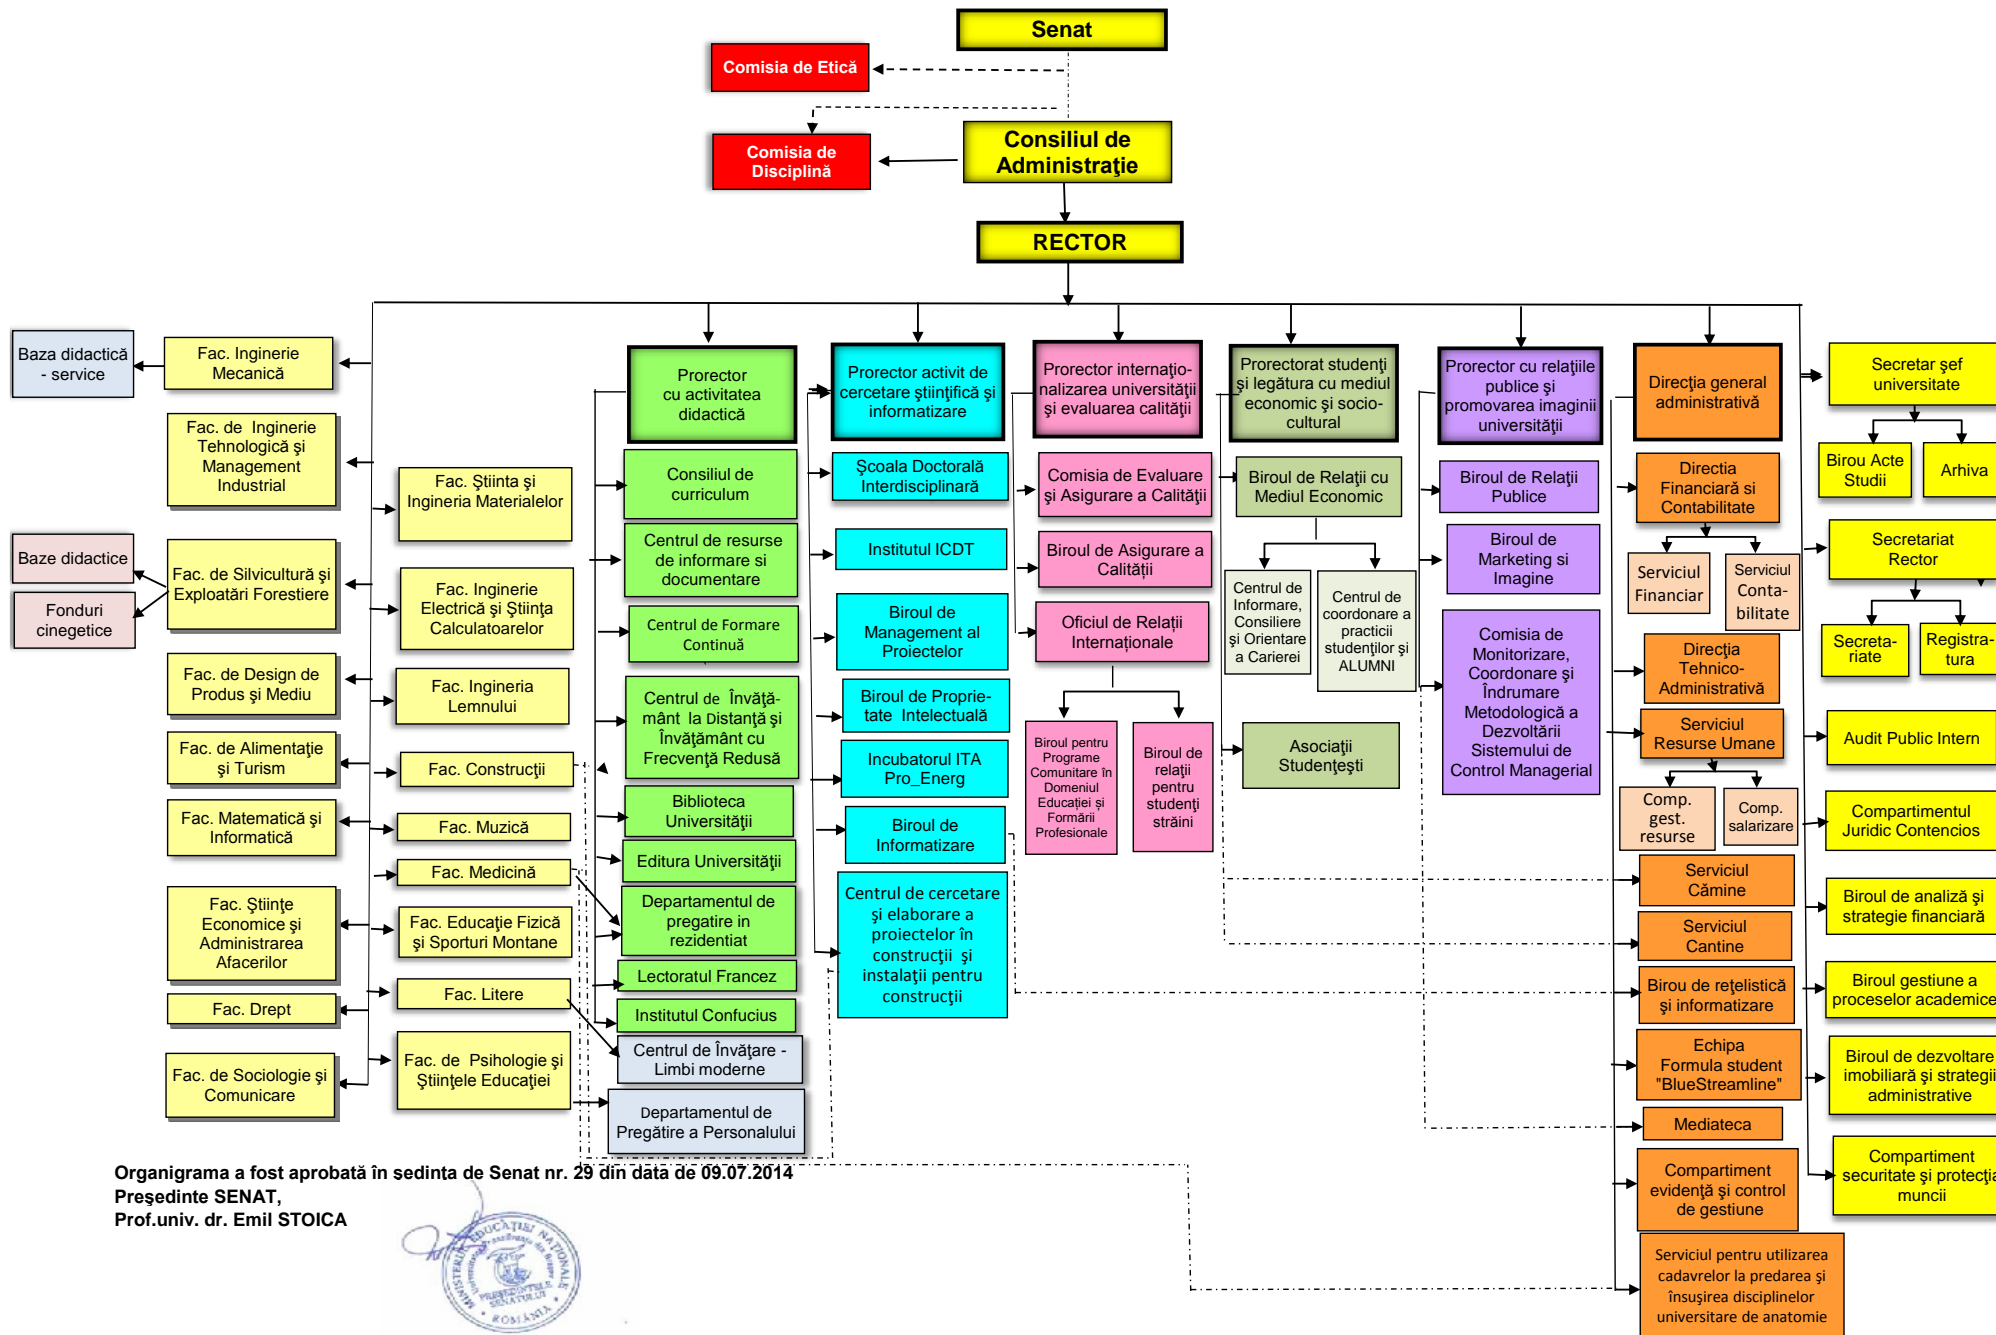 Senat
Comisia de Etică
Consiliul de
Administraţie
Comisia de
Disciplină
RECTOR
Baza didactică
- service
Fac. Inginerie
Mecanică
Fac. de  Inginerie
Tehnologică şi
Management
Industrial
Baze didactice
Fonduri
cinegetice
Fac. de Silvicultură şi
Exploatări Forestiere
Fac. de Design de
Produs şi Mediu
Fac. de Alimentaţie
şi Turism
Fac. Matematică şi
Informatică
Fac. Ştiinţe
Economice şi
Administrarea
Afacerilor
Fac. Drept
Fac. de Sociologie şi
Comunicare
Fac. Ştiinta şi
Ingineria Materialelor
Fac. Inginerie
Electrică şi Ştiinţa
Calculatoarelor
Fac. Ingineria
Lemnului
Fac. Construcţii
Fac. Muzică
Fac. Medicină
Fac. Educaţie Fizică
şi Sporturi Montane
Fac. Litere
Fac. de  Psihologie şi
Ştiinţele Educaţiei
Prorector
cu activitatea
didactică
Consiliul de
curriculum
Centrul de resurse
de informare si
documentare
Centrul de Formare
Continuă
Centrul de  Învăţă-
mânt  la Distanţă şi
Învăţământ cu
Frecvenţă Redusă
Biblioteca
Universităţii
Editura Universităţii
Departamentul de
pregatire in
rezidentiat
Lectoratul Francez
Institutul Confucius
Centrul de Învăţare -
Limbi moderne
Departamentul de
Pregătire a Personalului
Prorector activit de
cercetare ştiinţifică şi
informatizare
Şcoala Doctorală
Interdisciplinară
Institutul ICDT
Biroul de
Management al
Proiectelor
Biroul de Proprie-
tate  Intelectuală
Incubatorul ITA
Pro_Energ
Biroul de
Informatizare
Centrul de cercetare
şi elaborare a
proiectelor în
construcţii  şi
instalaţii pentru
construcţii
Prorector internaţio-
nalizarea universităţii
şi evaluarea calităţii
Comisia de Evaluare
şi Asigurare a Calităţii
Biroul de Asigurare a
Calităţii
Oficiul de Relaţii
Internaționale
Biroul pentru
Programe
Comunitare în
Domeniul
Educației și
Formării
Profesionale
Biroul de
relaţii
pentru
studenţi
străini
Prorectorat studenţi
şi legătura cu mediul
economic şi socio-
cultural
Biroul de Relaţii cu
Mediul Economic
Centrul de
Informare,
Consiliere
şi Orientare
a Carierei
Centrul de
coordonare a
practicii
studenţilor şi
ALUMNI
Asociaţii
Studenţeşti
Prorector cu relaţiile
publice şi
promovarea imaginii
universităţii
Biroul de Relaţii
Publice
Biroul de
Marketing si
Imagine
Comisia de
Monitorizare,
Coordonare şi
Îndrumare
Metodologică a
Dezvoltării
Sistemului de
Control Managerial
Direcţia general
administrativă
Directia
Financiară si
Contabilitate
Serviciul
Financiar
Serviciul
Conta-
bilitate
Direcţia
Tehnico-
Administrativă
Serviciul
Resurse Umane
Comp.
gest.
resurse
Comp.
salarizare
Serviciul
Cămine
Serviciul
Cantine
Birou de reţelistică
şi informatizare
Echipa
Formula student
"BlueStreamline"
Mediateca
Compartiment
evidenţă şi control
de gestiune
Serviciul pentru utilizarea
cadavrelor la predarea şi
însuşirea disciplinelor
universitare de anatomie
Secretar şef
universitate
Birou Acte
Studii
Arhiva
Secretariat
Rector
Secreta-
riate
Registra-
tura
Audit Public Intern
Compartimentul
Juridic Contencios
Biroul de analiză şi
strategie financiară
Biroul gestiune a
proceselor academice
Biroul de dezvoltare
imobiliară şi strategii
administrative
Compartiment
securitate şi protecţia
muncii
Organigrama a fost aprobată în sedinta de Senat nr. 29 din data de 09.07.2014
Preşedinte SENAT,
Prof.univ. dr. Emil STOICA
MINISTERUL EDUCAŢIEI NAŢIONALE
PREŞEDINTELE
SENATULUI
ROMÂNIA